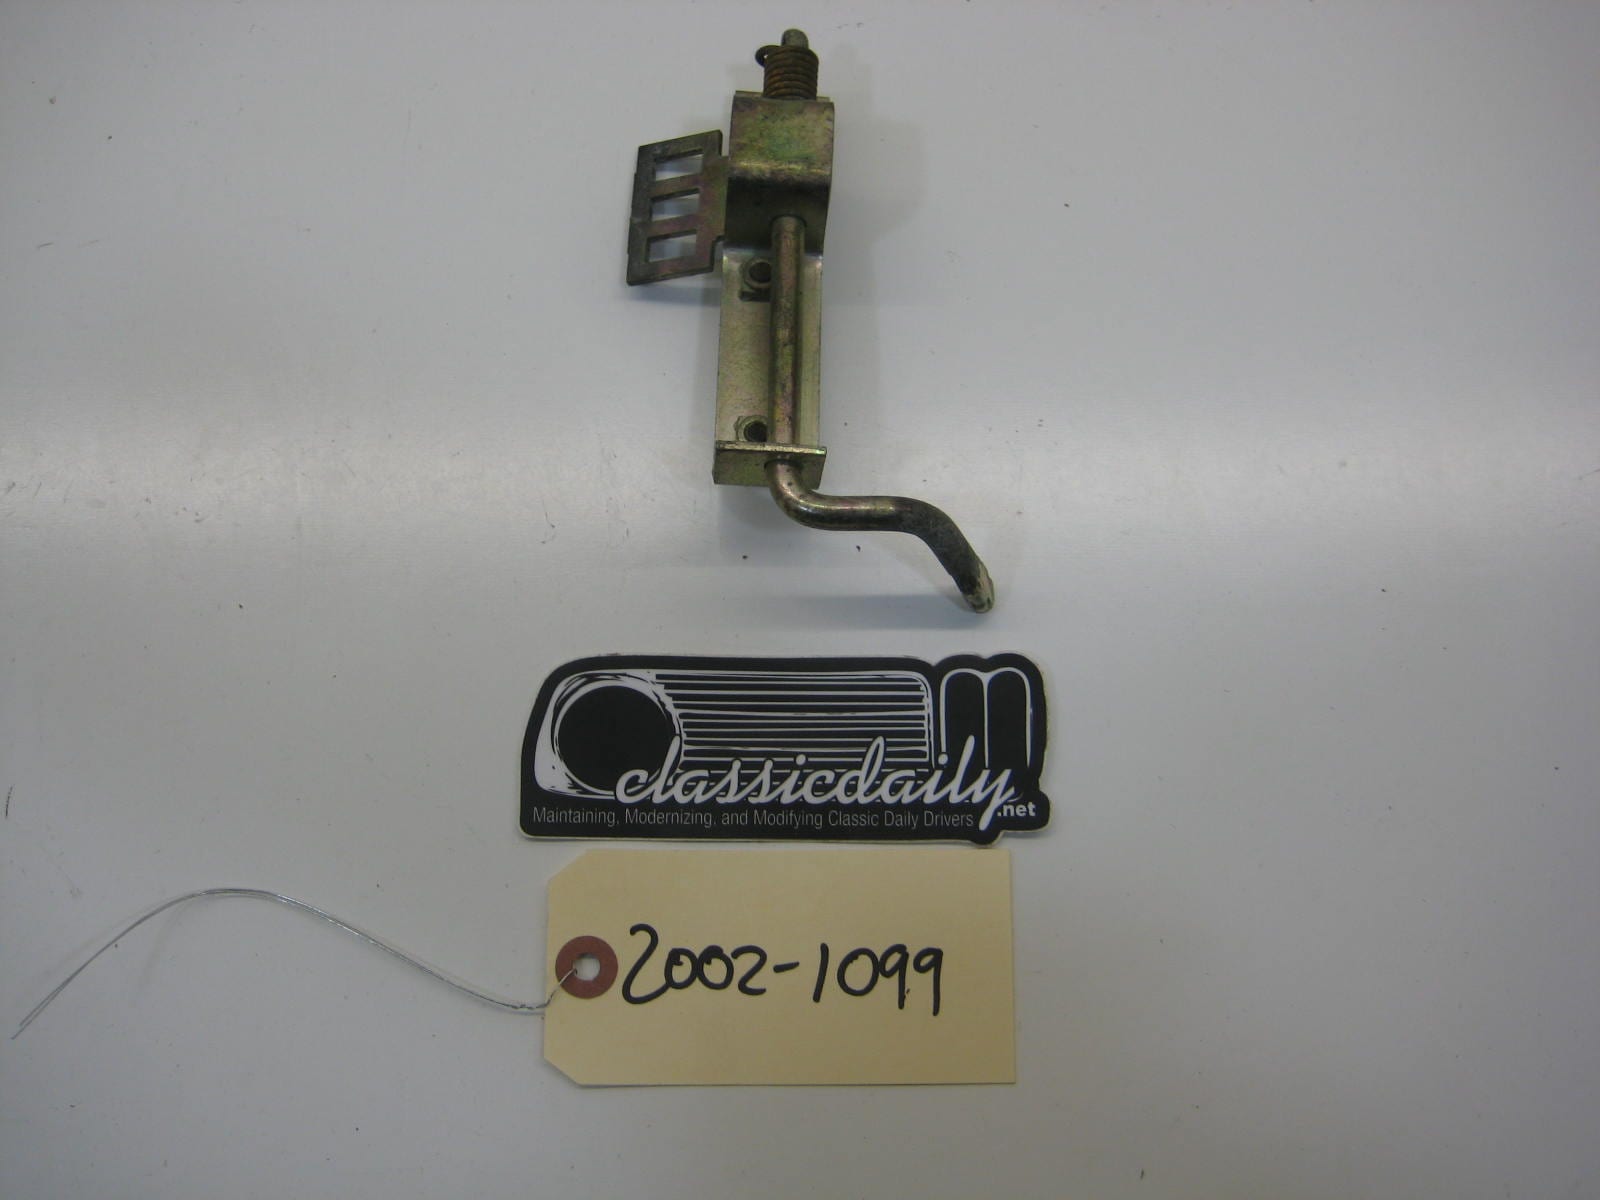 classicdaily.net
Maintaining, Modernizing, and Modifying Classic Daily Drivers
2002-1099